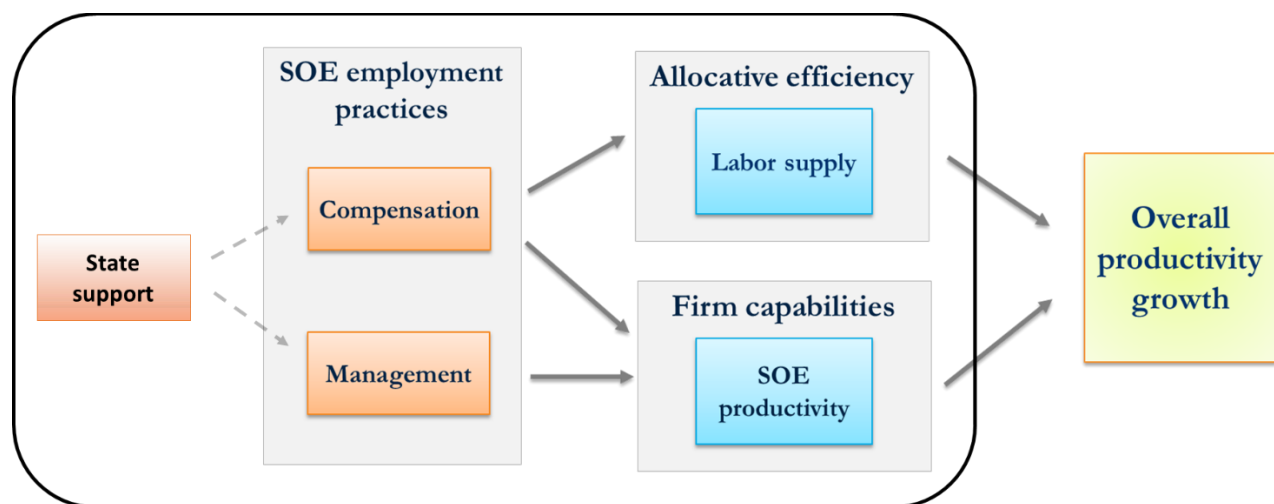 State
support
SOE employment
practices
Compensation
Management
Allocative efficiency
Labor supply
Firm capabilities
SOE
productivity
Overall
productivity
growth